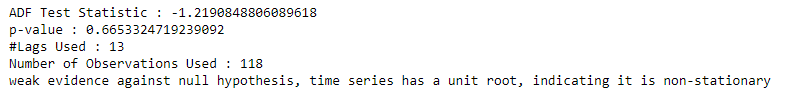 ADF Test Statistic : -1.2190848806089618
p-value : 0.6653324719239092
#Lags Used : 13
Number of Observations Used : 118
weak evidence against null hypothesis, time series has a unit root, indicating it is non-stationary